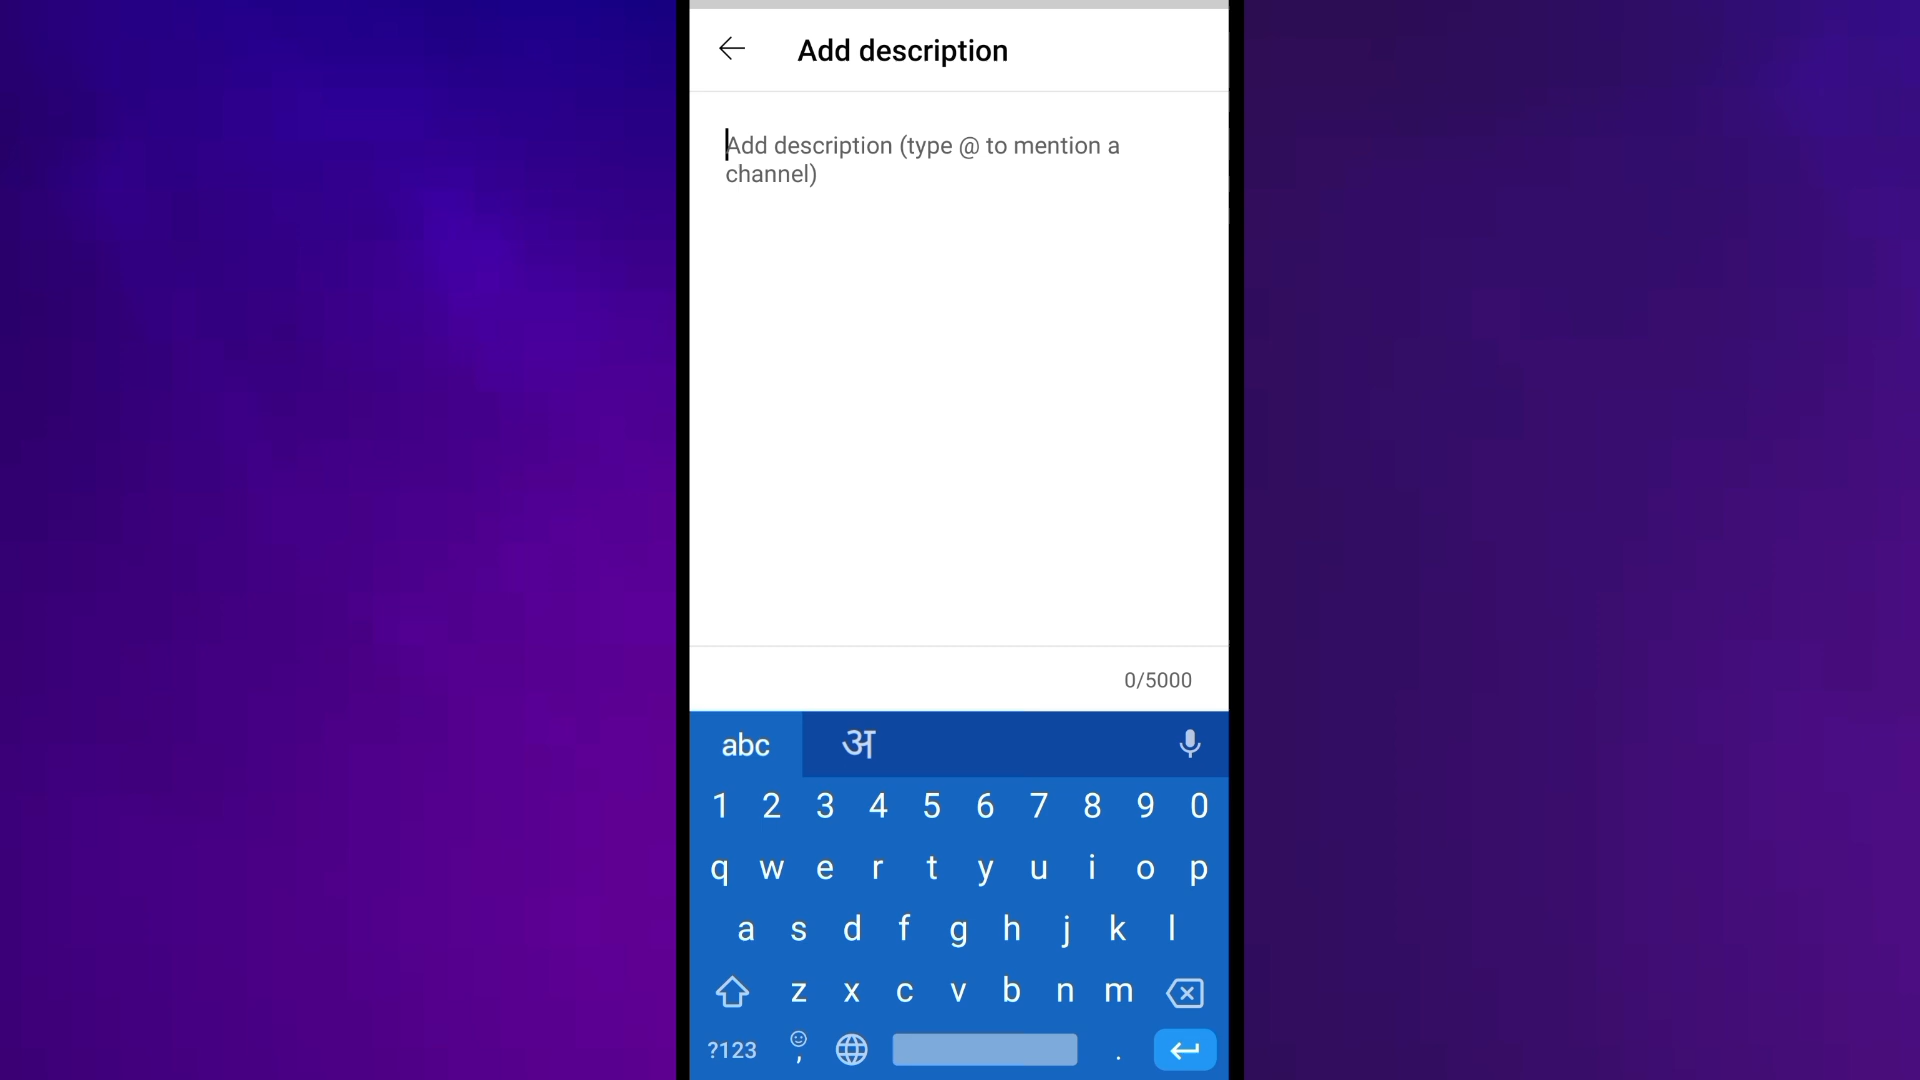 Add description
Add description (type @ to mention a
channel)
0/5000
abc अ
1 2 3 4 5 6 7 8 9 0
q w e r t y u i o p
a s d f g h j k l
z x c v b n m
?123 , .